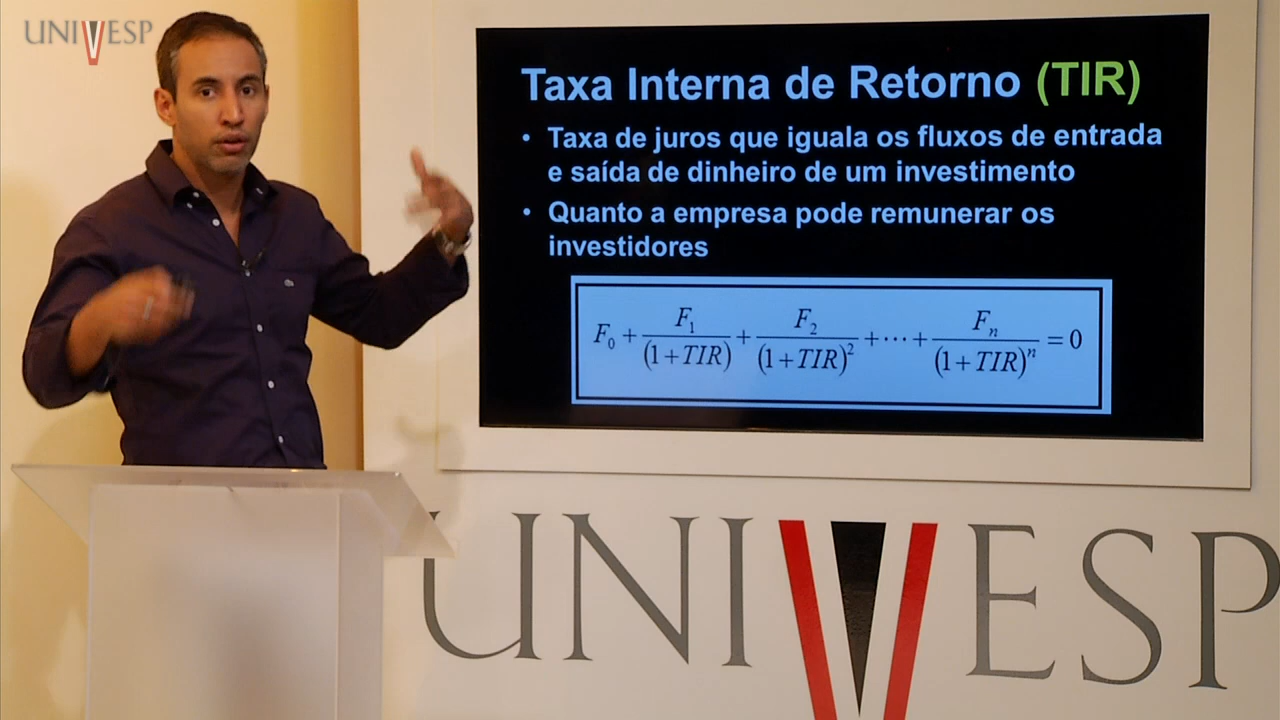 UNIVESP
Taxa Interna de Retorno (TIR)
• Taxa de juros que iguala os fluxos de entrada
e saída de dinheiro de um investimento
• Quanto a empresa pode remunerar os
investidores
F₀ + F₁/(1+TIR) + F₂/(1+TIR)² + ⋯ + Fₙ/(1+TIR)ⁿ = 0
UNIVESP